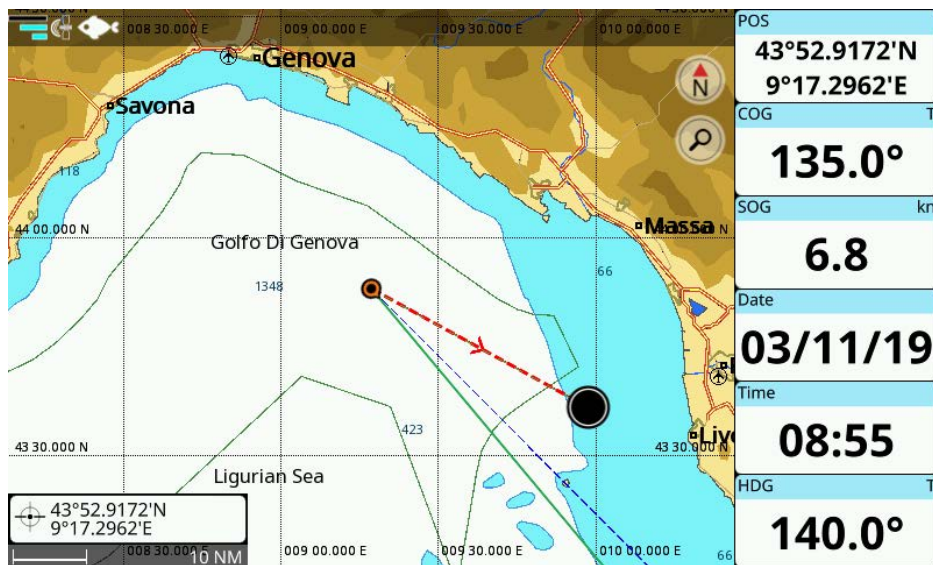 008 30.000 E
009 00.000 E
009 30.000 E
010 00.000 E
Genova
Savona
118
44 00.000 N
Golfo Di Genova
Massa
66
1348
423
43 30.000 N
43 30.000 N
Ligurian Sea
43°52.9172'N
9°17.2962'E
10 NM
008 30.000 E
009 00.000 E
009 30.000 E
010 00.000 E
66
N
POS
43°52.9172'N
9°17.2962'E
COG
T
135.0°
SOG
kn
6.8
Date
03/11/19
Time
08:55
HDG
T
140.0°